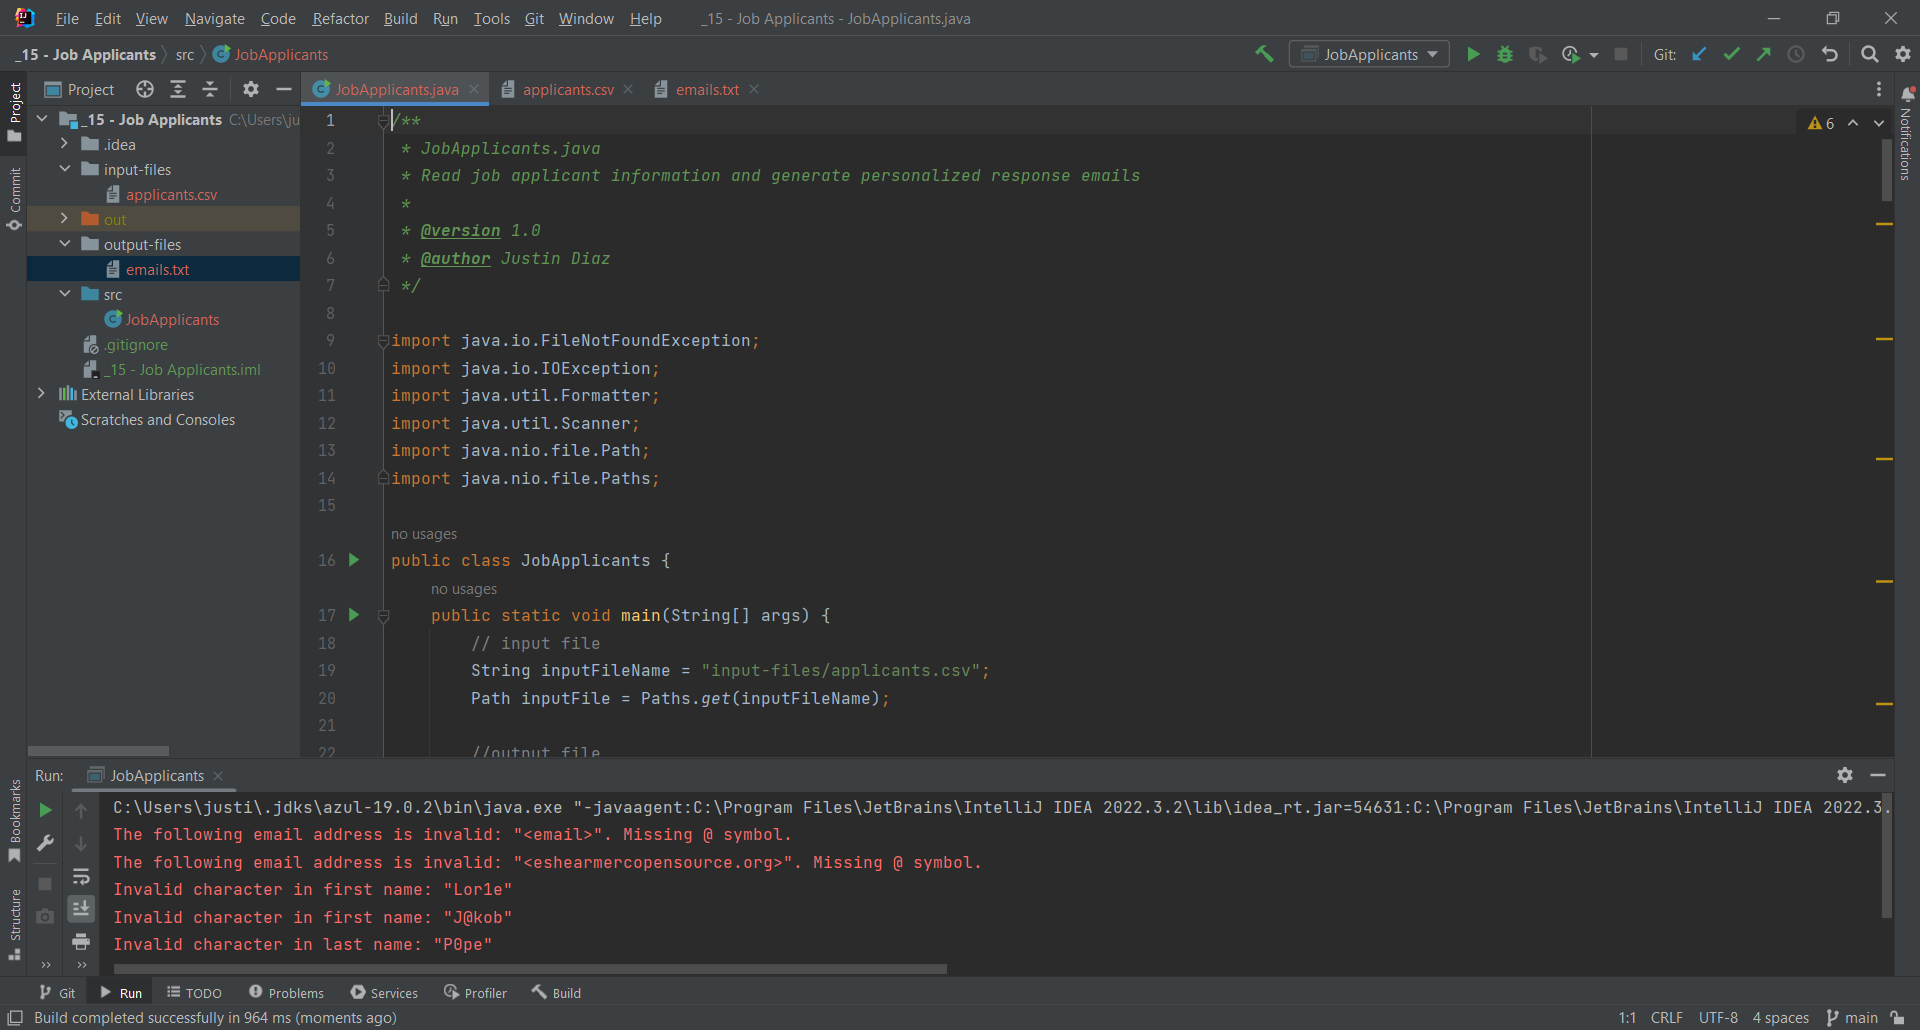 File Edit View Navigate Code Refactor Build Run Tools Git Window Help _15 - Job Applicants - JobApplicants.java
_15 - Job Applicants src JobApplicants JobApplicants Git:
Project JobApplicants.java applicants.csv emails.txt
_15 - Job Applicants C:\Users\ju
.idea
input-files
applicants.csv
out
output-files
emails.txt
src
JobApplicants
.gitignore
_15 - Job Applicants.iml
External Libraries
Scratches and Consoles
Project
Commit
Bookmarks
Structure
Notifications
6
1 /**
2 * JobApplicants.java
3 * Read job applicant information and generate personalized response emails
4 *
5 * @version 1.0
6 * @author Justin Diaz
7 */
8
9 import java.io.FileNotFoundException;
10 import java.io.IOException;
11 import java.util.Formatter;
12 import java.util.Scanner;
13 import java.nio.file.Path;
14 import java.nio.file.Paths;
15
no usages
16 public class JobApplicants {
no usages
17 public static void main(String[] args) {
18 // input file
19 String inputFileName = "input-files/applicants.csv";
20 Path inputFile = Paths.get(inputFileName);
21
22 //output file
Run: JobApplicants
C:\Users\justi\.jdks\azul-19.0.2\bin\java.exe "-javaagent:C:\Program Files\JetBrains\IntelliJ IDEA 2022.3.2\lib\idea_rt.jar=54631:C:\Program Files\JetBrains\IntelliJ IDEA 2022.3.
The following email address is invalid: "<email>". Missing @ symbol.
The following email address is invalid: "<eshearmercopensource.org>". Missing @ symbol.
Invalid character in first name: "Lor1e"
Invalid character in first name: "J@kob"
Invalid character in last name: "P0pe"
Git Run TODO Problems Services Profiler Build
Build completed successfully in 964 ms (moments ago) 1:1 CRLF UTF-8 4 spaces main